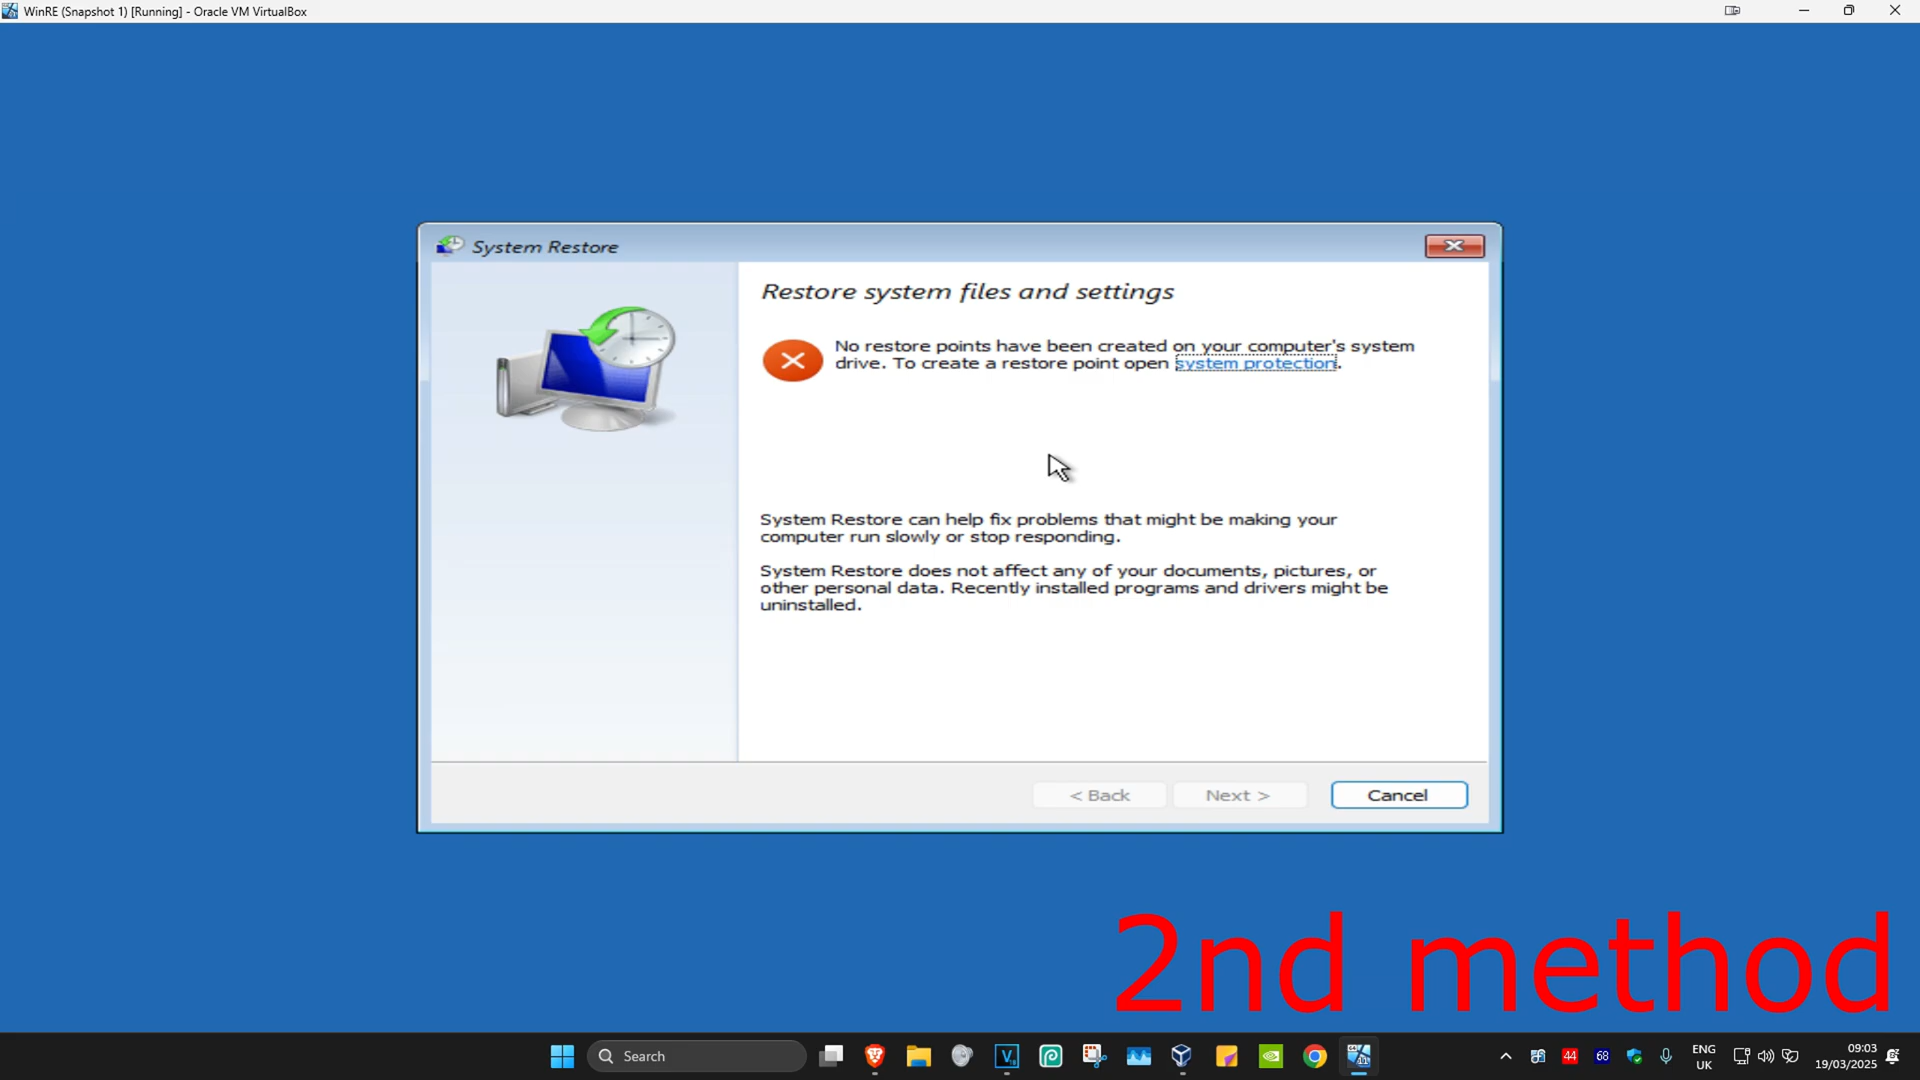 WinRE (Snapshot 1) [Running] - Oracle VM VirtualBox
System Restore
Restore system files and settings
No restore points have been created on your computer's system
drive. To create a restore point open system protection.
System Restore can help fix problems that might be making your
computer run slowly or stop responding.
System Restore does not affect any of your documents, pictures, or
other personal data. Recently installed programs and drivers might be
uninstalled.
< Back
Next >
Cancel
2nd method
Search
44
68
ENG
UK
09:03
19/03/2025